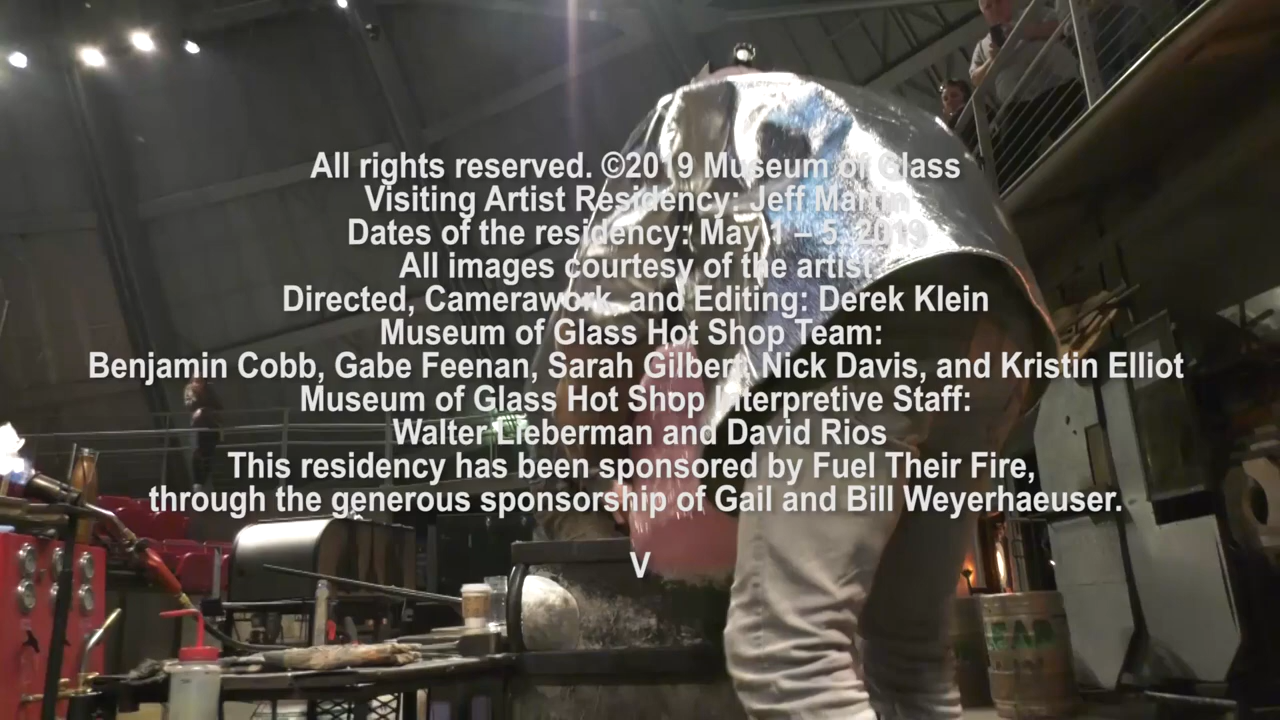 All rights reserved. ©2019 Museum of Glass
Visiting Artist Residency: Jeff Martin
Dates of the residency: May 1 – 5, 2019
All images courtesy of the artist.
Directed, Camerawork, and Editing: Derek Klein
Museum of Glass Hot Shop Team:
Benjamin Cobb, Gabe Feenan, Sarah Gilbert, Nick Davis, and Kristin Elliot
Museum of Glass Hot Shop Interpretive Staff:
Walter Lieberman and David Rios
This residency has been sponsored by Fuel Their Fire,
through the generous sponsorship of Gail and Bill Weyerhaeuser.
V